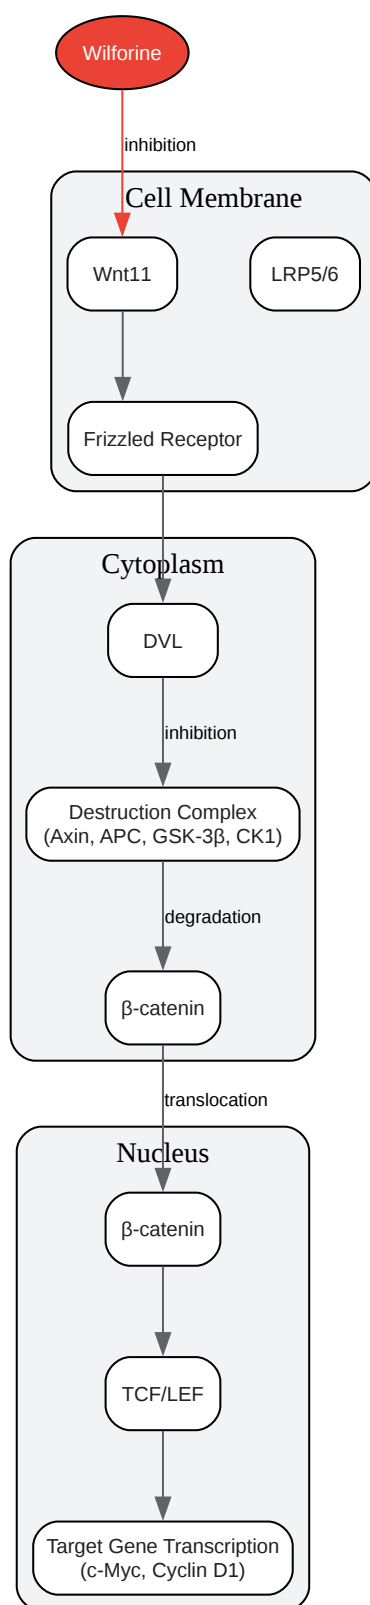 Wilforine
inhibition
Cell Membrane
Wnt11
LRP5/6
Frizzled Receptor
Cytoplasm
DVL
inhibition
Destruction Complex
(Axin, APC, GSK-3β, CK1)
degradation
β-catenin
translocation
Nucleus
β-catenin
TCF/LEF
Target Gene Transcription
(c-Myc, Cyclin D1)